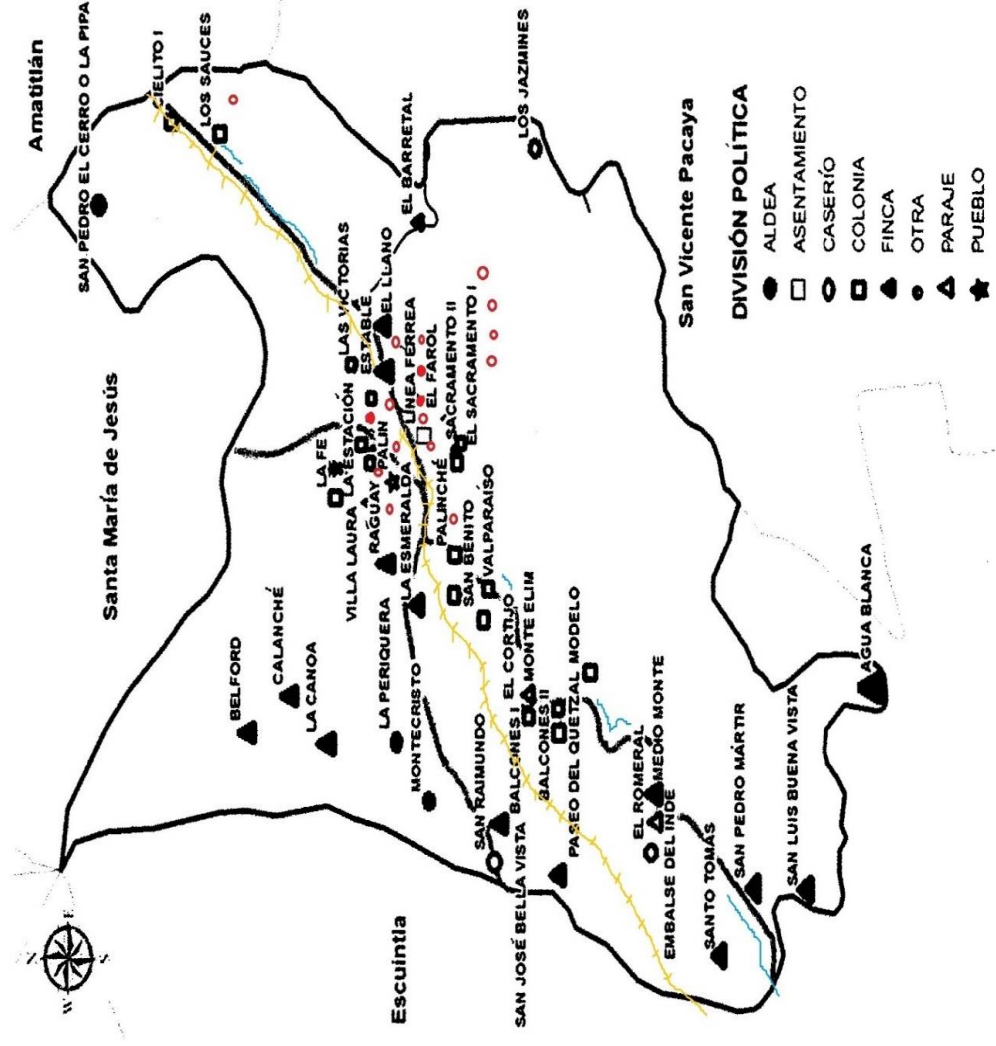 Amatitlán
SAN PEDRO EL CERRO O LA PIPA
CIELITO I
LOS SAUCES
Santa María de Jesús
EL BARRETAL
LOS JAZMINES
LAS VICTORIAS
ESTABLE
EL LLANO
LA FE
LA ESTACIÓN
PALIN
LINEA FERREA
EL FAROL
SACRAMENTO II
EL SACRAMENTO I
VILLA LAURA
RAGUAY
LA ESMERALDA
PALINCHÉ
SAN BENITO
VALPARAÍSO
BELFORD
CALANCHÉ
LA CANOA
LA PERIQUERA
MONTECRISTO
SAN RAIMUNDO
BALCONES I
EL CORTIJO
MONTE ELIM
BALCONES II
PASEO DEL QUETZAL
MODELO
SAN JOSÉ BELLA VISTA
EL ROMERAL
MEDIO MONTE
EMBALSE DEL INDE
SANTO TOMÁS
SAN PEDRO MÁRTIR
SAN LUIS BUENA VISTA
AGUA BLANCA
Escuintla
San Vicente Pacaya
DIVISIÓN POLÍTICA
ALDEA
ASENTAMIENTO
CASERÍO
COLONIA
FINCA
OTRA
PARAJE
PUEBLO
W
E